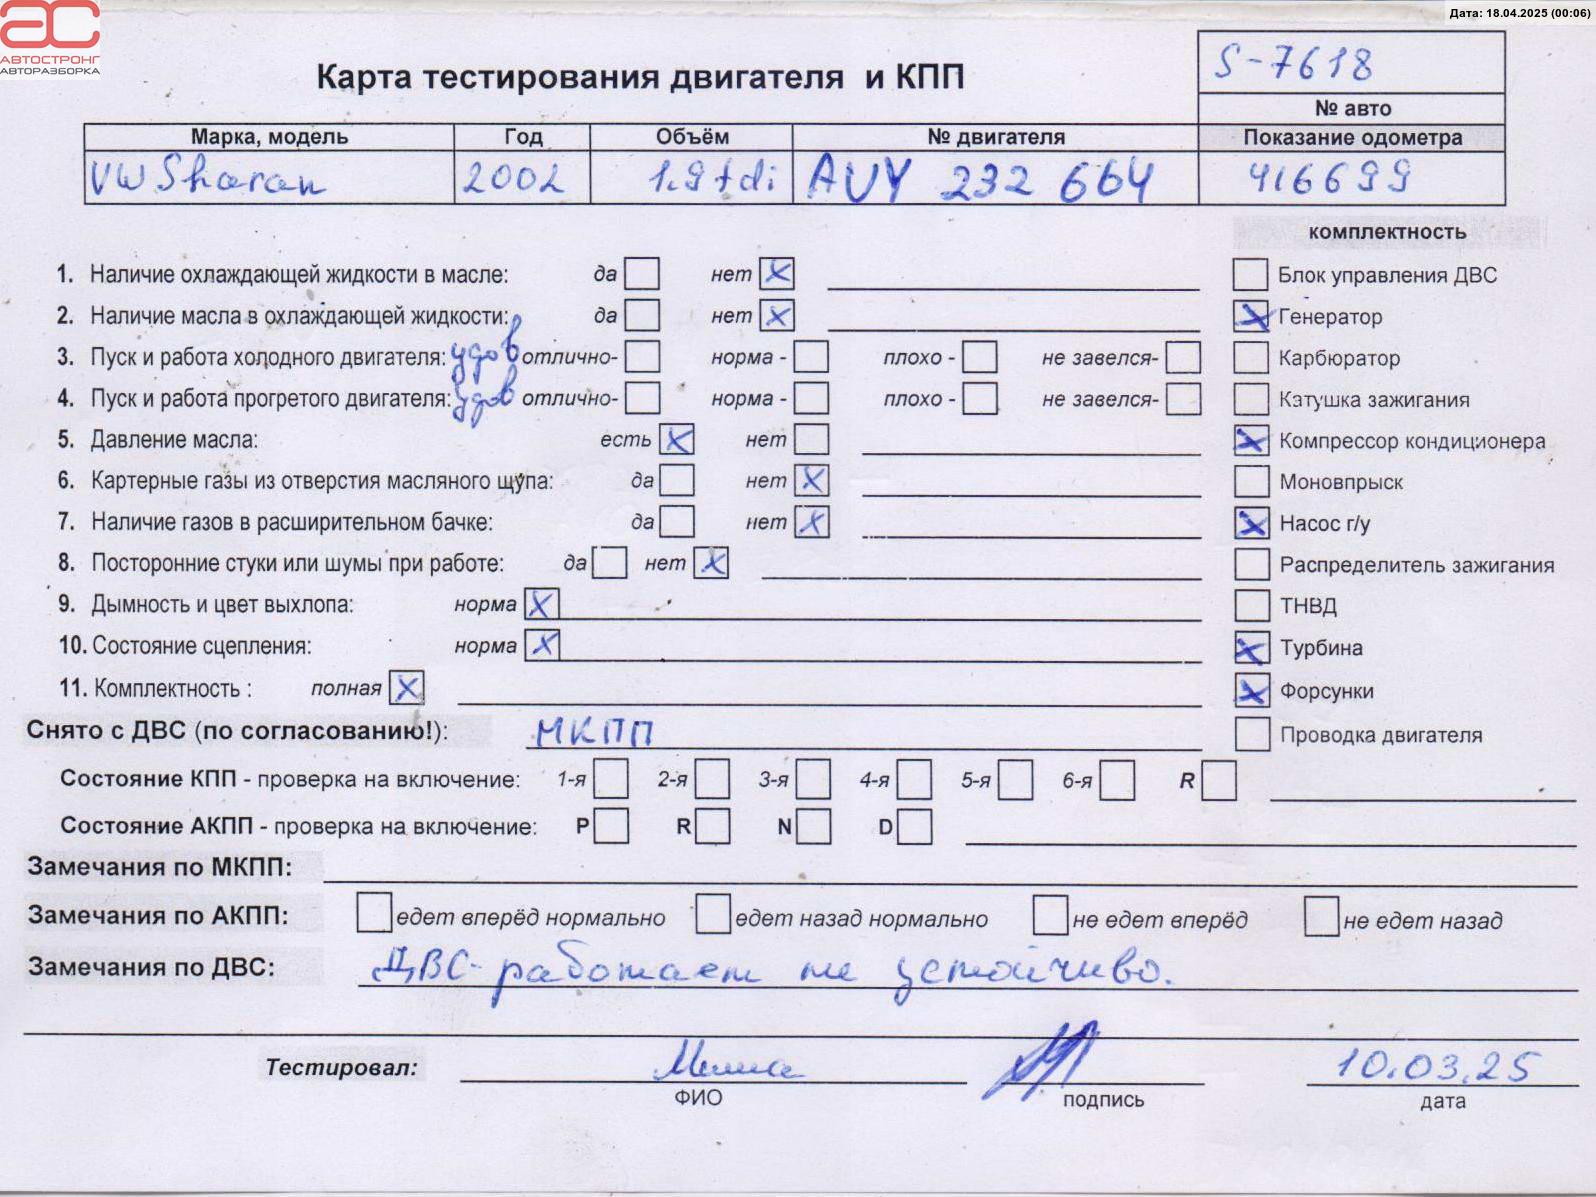 Дата: 18.04.2025 (00:06)
АВТОСТРОНГ
АВТОРАЗБОРКА
Карта тестирования двигателя и КПП
S-7618
№ авто
Марка, модель Год Объём № двигателя Показание одометра
VW Sharan 2002 1.9 tdi AUY 232 664 416699
комплектность
1. Наличие охлаждающей жидкости в масле: да нет X
Блок управления ДВС
2. Наличие масла в охлаждающей жидкости: да нет X
X Генератор
3. Пуск и работа холодного двигателя: удов отлично- норма - плохо - не завелся-
Карбюратор
4. Пуск и работа прогретого двигателя: удов отлично- норма - плохо - не завелся-
Катушка зажигания
5. Давление масла: есть X нет
X Компрессор кондиционера
6. Картерные газы из отверстия масляного щупа: да нет X
Моновпрыск
7. Наличие газов в расширительном бачке: да нет X
X Насос г/у
8. Посторонние стуки или шумы при работе: да нет X
Распределитель зажигания
9. Дымность и цвет выхлопа: норма X
ТНВД
10. Состояние сцепления: норма X
X Турбина
11. Комплектность : полная X
X Форсунки
Снято с ДВС (по согласованию!): МКПП
Проводка двигателя
Состояние КПП - проверка на включение: 1-я 2-я 3-я 4-я 5-я 6-я R
Состояние АКПП - проверка на включение: P R N D
Замечания по МКПП:
Замечания по АКПП: едет вперёд нормально едет назад нормально не едет вперёд не едет назад
Замечания по ДВС: ДВС-работает не устойчиво.
Тестировал: Миша 10.03.25
ФИО подпись дата